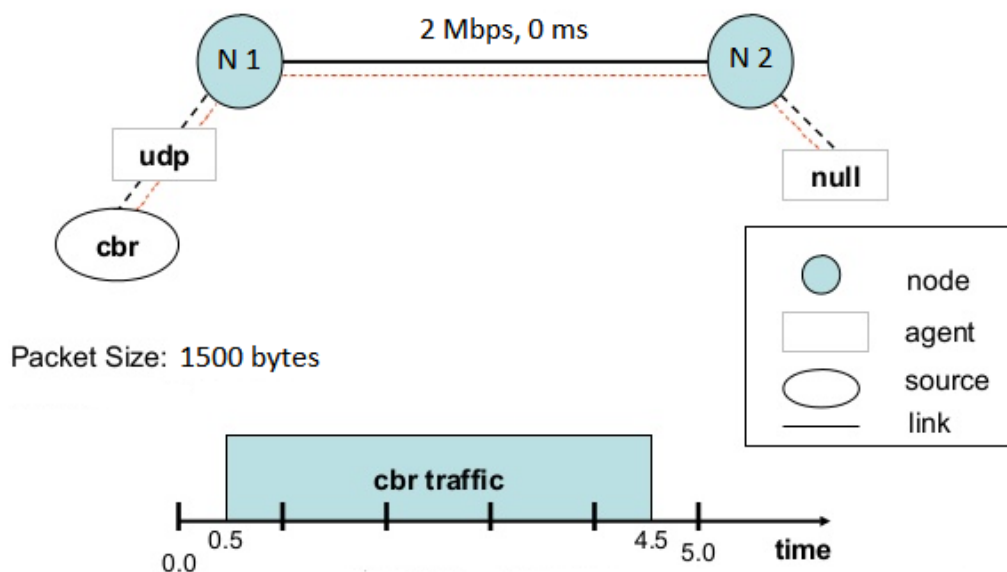 2 Mbps, 0 ms
N 1
N 2
udp
null
cbr
node
agent
source
link
Packet Size: 1500 bytes
cbr traffic
0.0
0.5
4.5
5.0
time